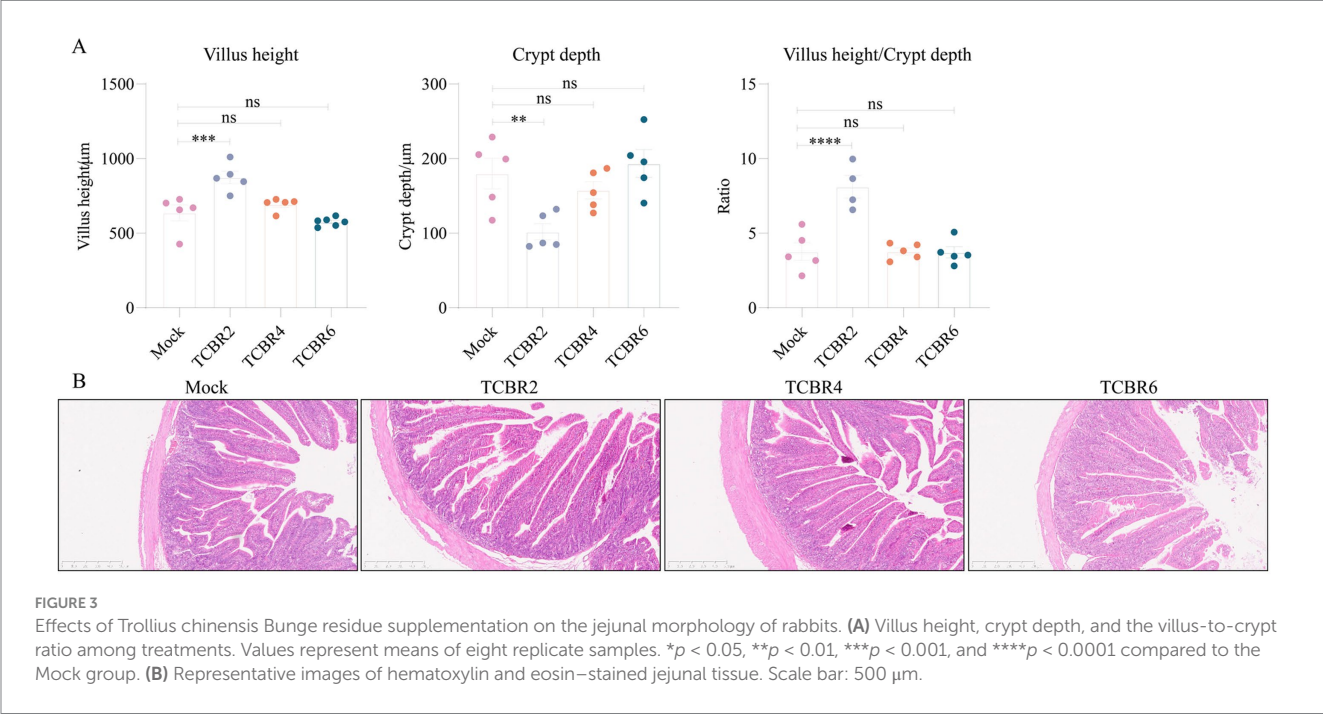 A
Villus height
Crypt depth
Villus height/Crypt depth
1500
1000
500
0
Villus height/μm
ns
ns
***
Mock
TCBR2
TCBR4
TCBR6
300
200
100
0
Crypt depth/μm
ns
ns
**
Mock
TCBR2
TCBR4
TCBR6
15
10
5
0
Ratio
ns
ns
****
Mock
TCBR2
TCBR4
TCBR6
B
Mock
TCBR2
TCBR4
TCBR6
FIGURE 3
Effects of Trollius chinensis Bunge residue supplementation on the jejunal morphology of rabbits. (A) Villus height, crypt depth, and the villus-to-crypt
ratio among treatments. Values represent means of eight replicate samples. *p < 0.05, **p < 0.01, ***p < 0.001, and ****p < 0.0001 compared to the
Mock group. (B) Representative images of hematoxylin and eosin–stained jejunal tissue. Scale bar: 500 μm.